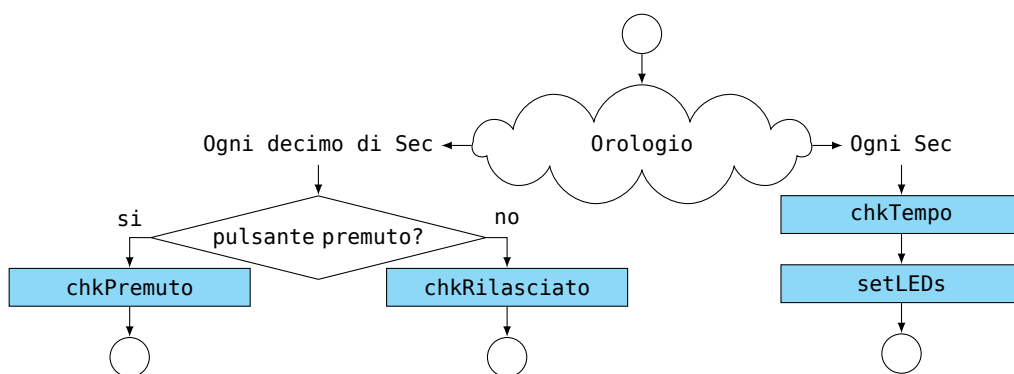 Orologio
Ogni decimo di Sec
Ogni Sec
si
pulsante premuto?
no
chkTempo
chkPremuto
chkRilasciato
setLEDs